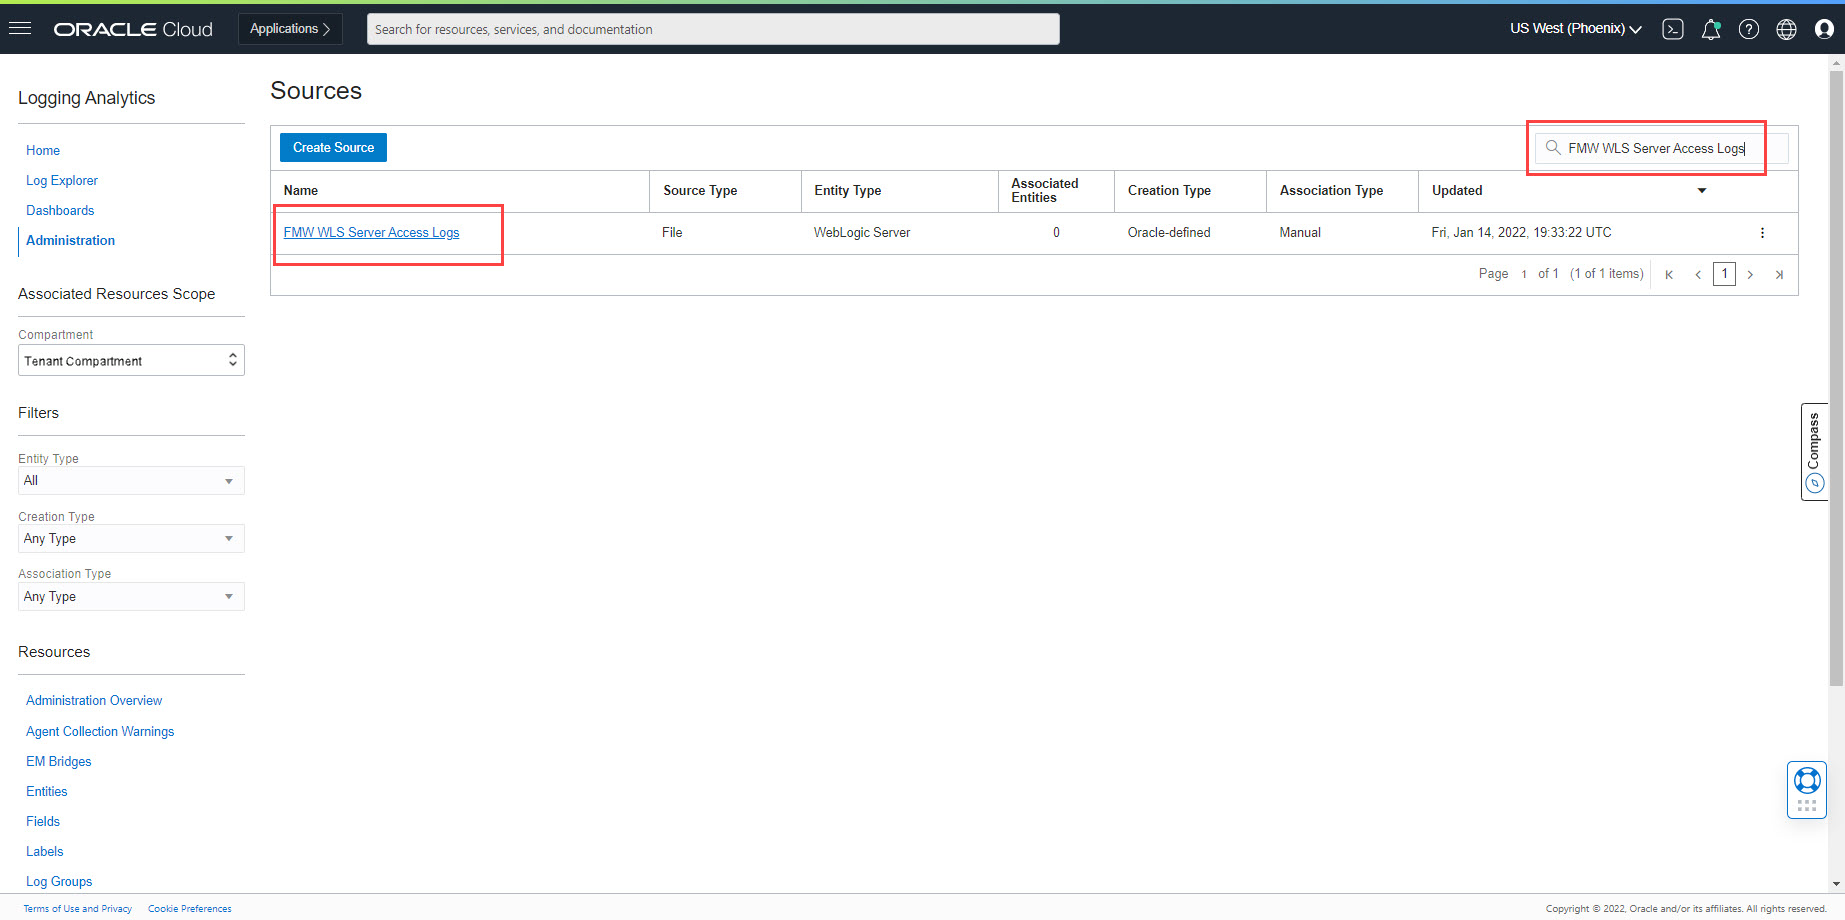 ORACLE Cloud
Applications
Search for resources, services, and documentation
US West (Phoenix)
Logging Analytics
Home
Log Explorer
Dashboards
Administration
Associated Resources Scope
Compartment
Tenant Compartment
Filters
Entity Type
All
Creation Type
Any Type
Association Type
Any Type
Resources
Administration Overview
Agent Collection Warnings
EM Bridges
Entities
Fields
Labels
Log Groups
Sources
Create Source
FMW WLS Server Access Logs
Name Source Type Entity Type Associated Entities Creation Type Association Type Updated
FMW WLS Server Access Logs File WebLogic Server 0 Oracle-defined Manual Fri, Jan 14, 2022, 19:33:22 UTC
Page 1 of 1 (1 of 1 items) 1
Compass
Terms of Use and Privacy Cookie Preferences
Copyright © 2022, Oracle and/or its affiliates. All rights reserved.